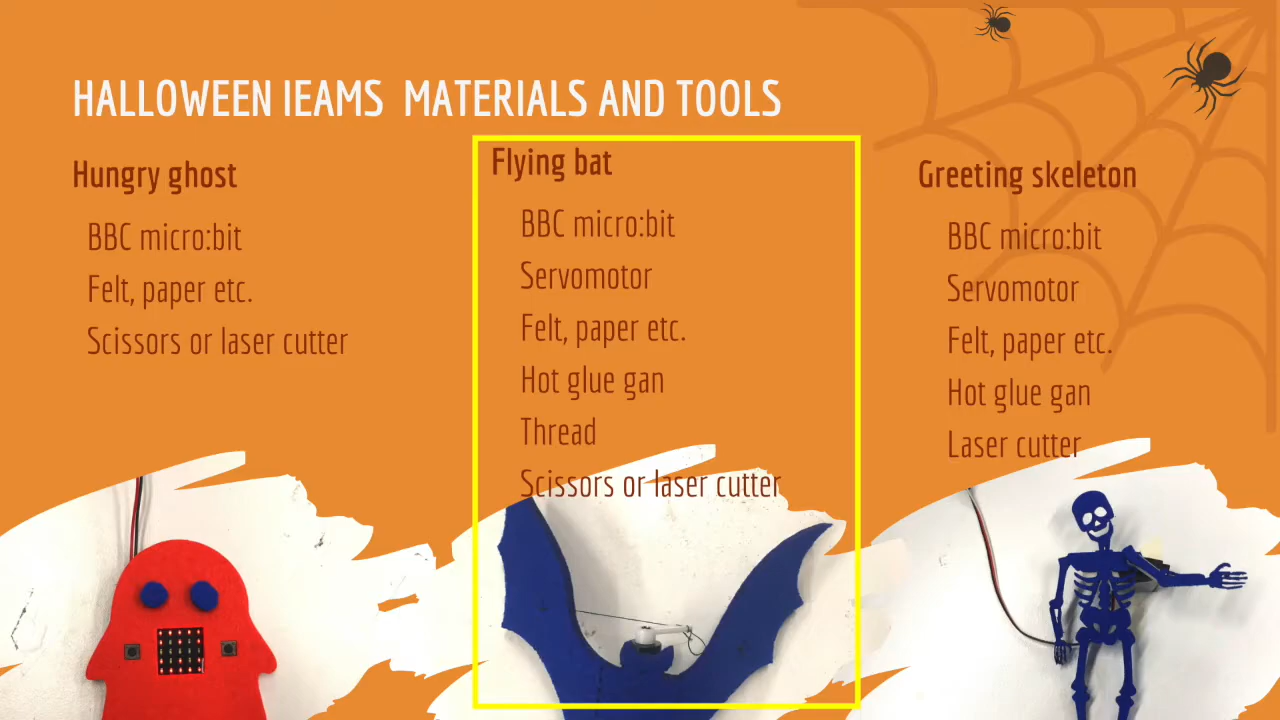 HALLOWEEN IEAMS MATERIALS AND TOOLS
Hungry ghost
BBC micro:bit
Felt, paper etc.
Scissors or laser cutter
Flying bat
BBC micro:bit
Servomotor
Felt, paper etc.
Hot glue gan
Thread
Scissors or laser cutter
Greeting skeleton
BBC micro:bit
Servomotor
Felt, paper etc.
Hot glue gan
Laser cutter